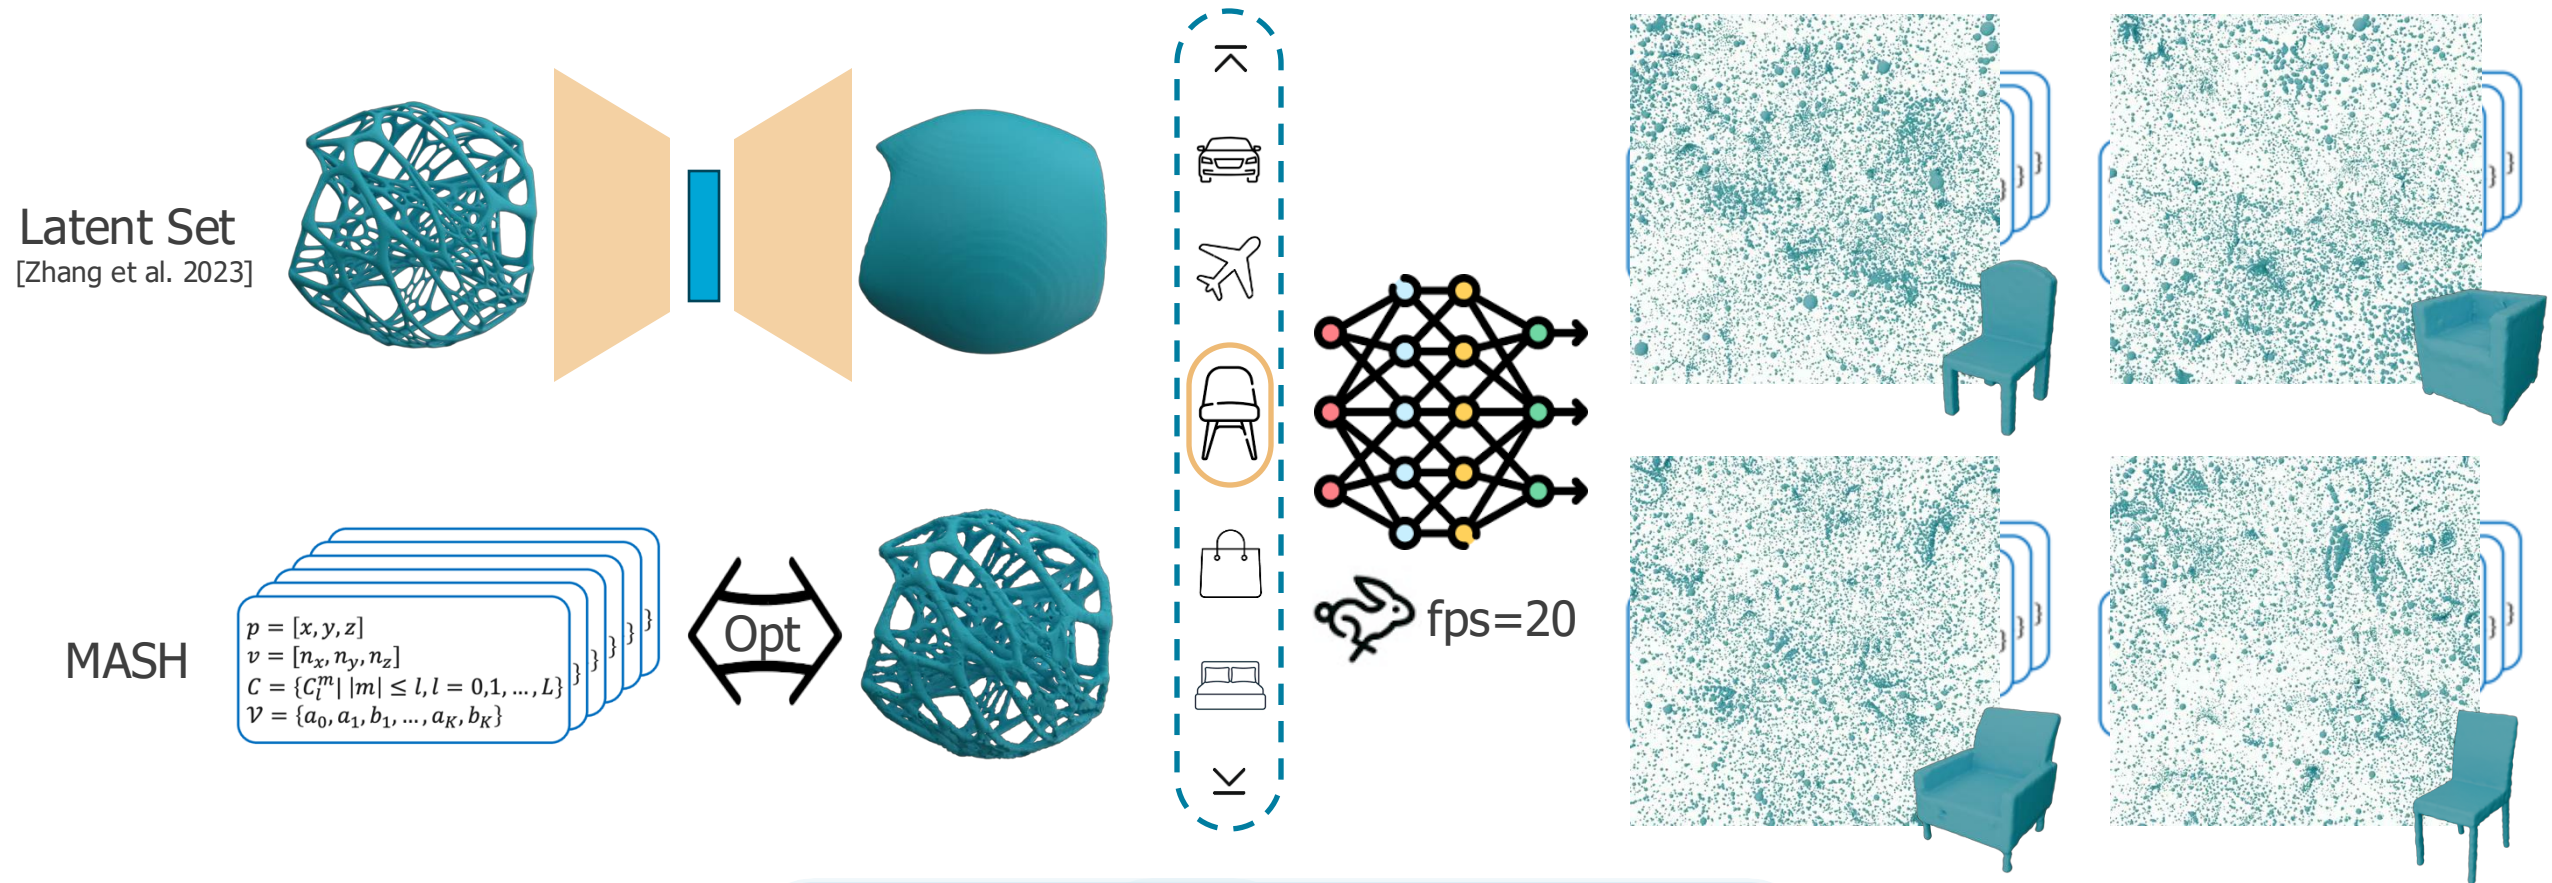 Latent Set
[Zhang et al. 2023]
MASH
p = [x, y, z]
v = [n_x, n_y, n_z]
C = {C_l^m | |m| ≤ l, l = 0,1, …, L}
𝒱 = {a_0, a_1, b_1, …, a_K, b_K}
}
}
}
}
}
Opt
fps=20
}
}
}
}
}
}
}
}
}
}